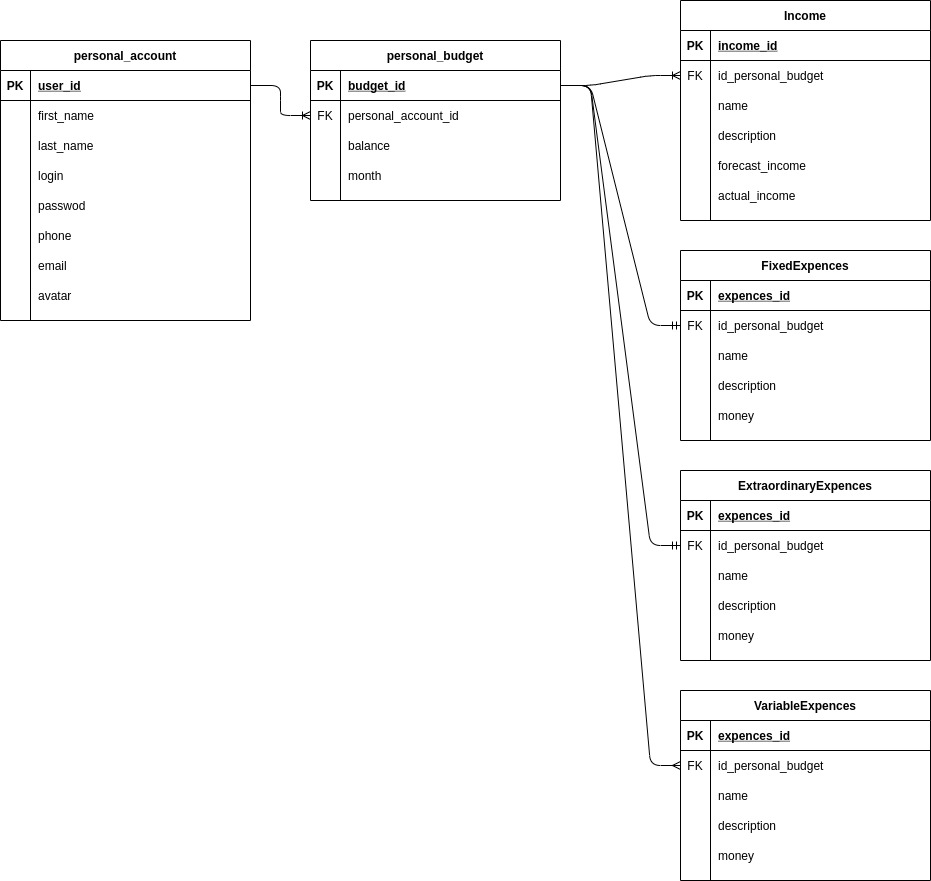 personal_account
PK user_id
first_name
last_name
login
passwod
phone
email
avatar
personal_budget
PK budget_id
FK personal_account_id
balance
month
Income
PK income_id
FK id_personal_budget
name
description
forecast_income
actual_income
FixedExpences
PK expences_id
FK id_personal_budget
name
description
money
ExtraordinaryExpences
PK expences_id
FK id_personal_budget
name
description
money
VariableExpences
PK expences_id
FK id_personal_budget
name
description
money